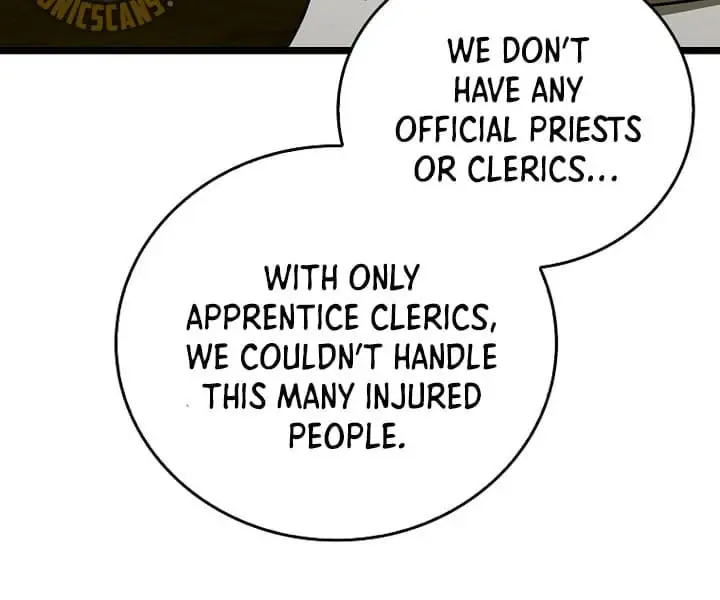 WE DON'T
HAVE ANY
OFFICIAL PRIESTS
OR CLERICS...
WITH ONLY
APPRENTICE CLERICS,
WE COULDN'T HANDLE
THIS MANY INJURED
PEOPLE.